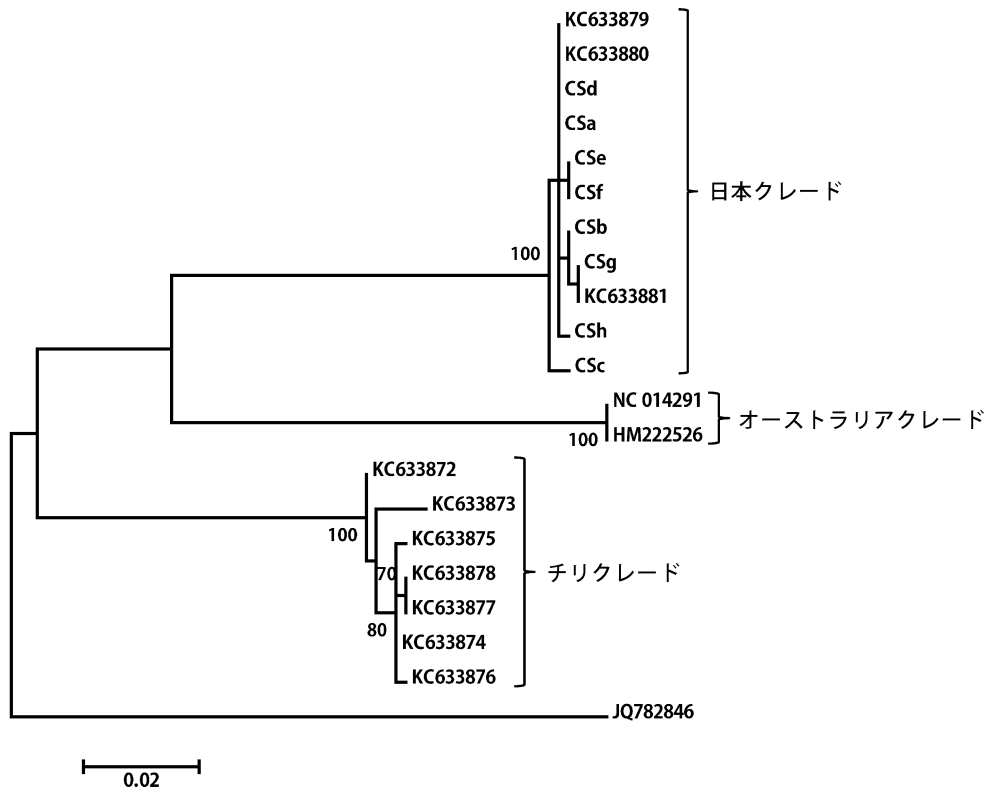 KC633879
KC633880
CSd
CSa
CSe
CSf
日本クレード
CSb
100
CSg
KC633881
CSh
CSc
NC 014291
オーストラリアクレード
100
HM222526
KC633872
KC633873
100
KC633875
70
KC633878
チリクレード
KC633877
80
KC633874
KC633876
JQ782846
0.02